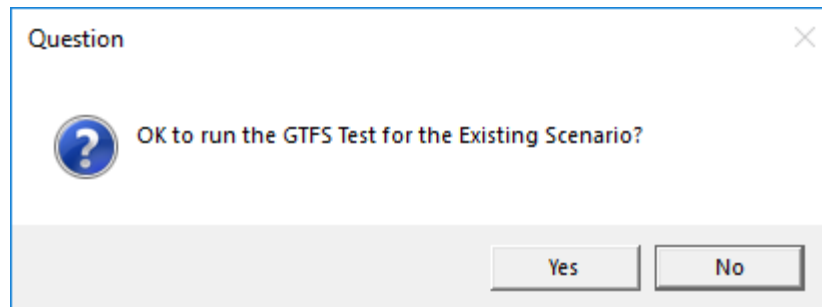 Question
OK to run the GTFS Test for the Existing Scenario?
Yes
No